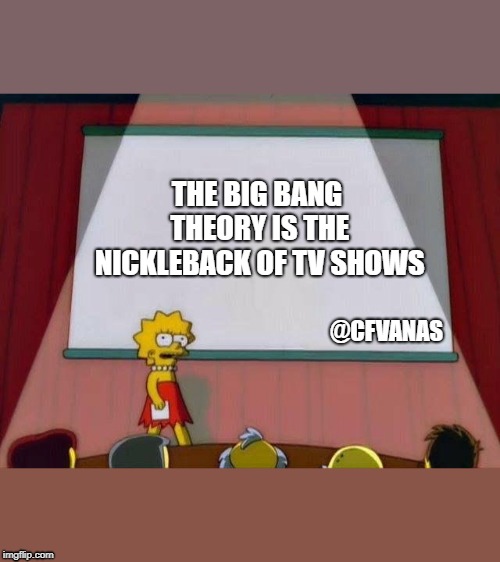 THE BIG BANG
THEORY IS THE
NICKLEBACK OF TV SHOWS
@CFVANAS
imgflip.com